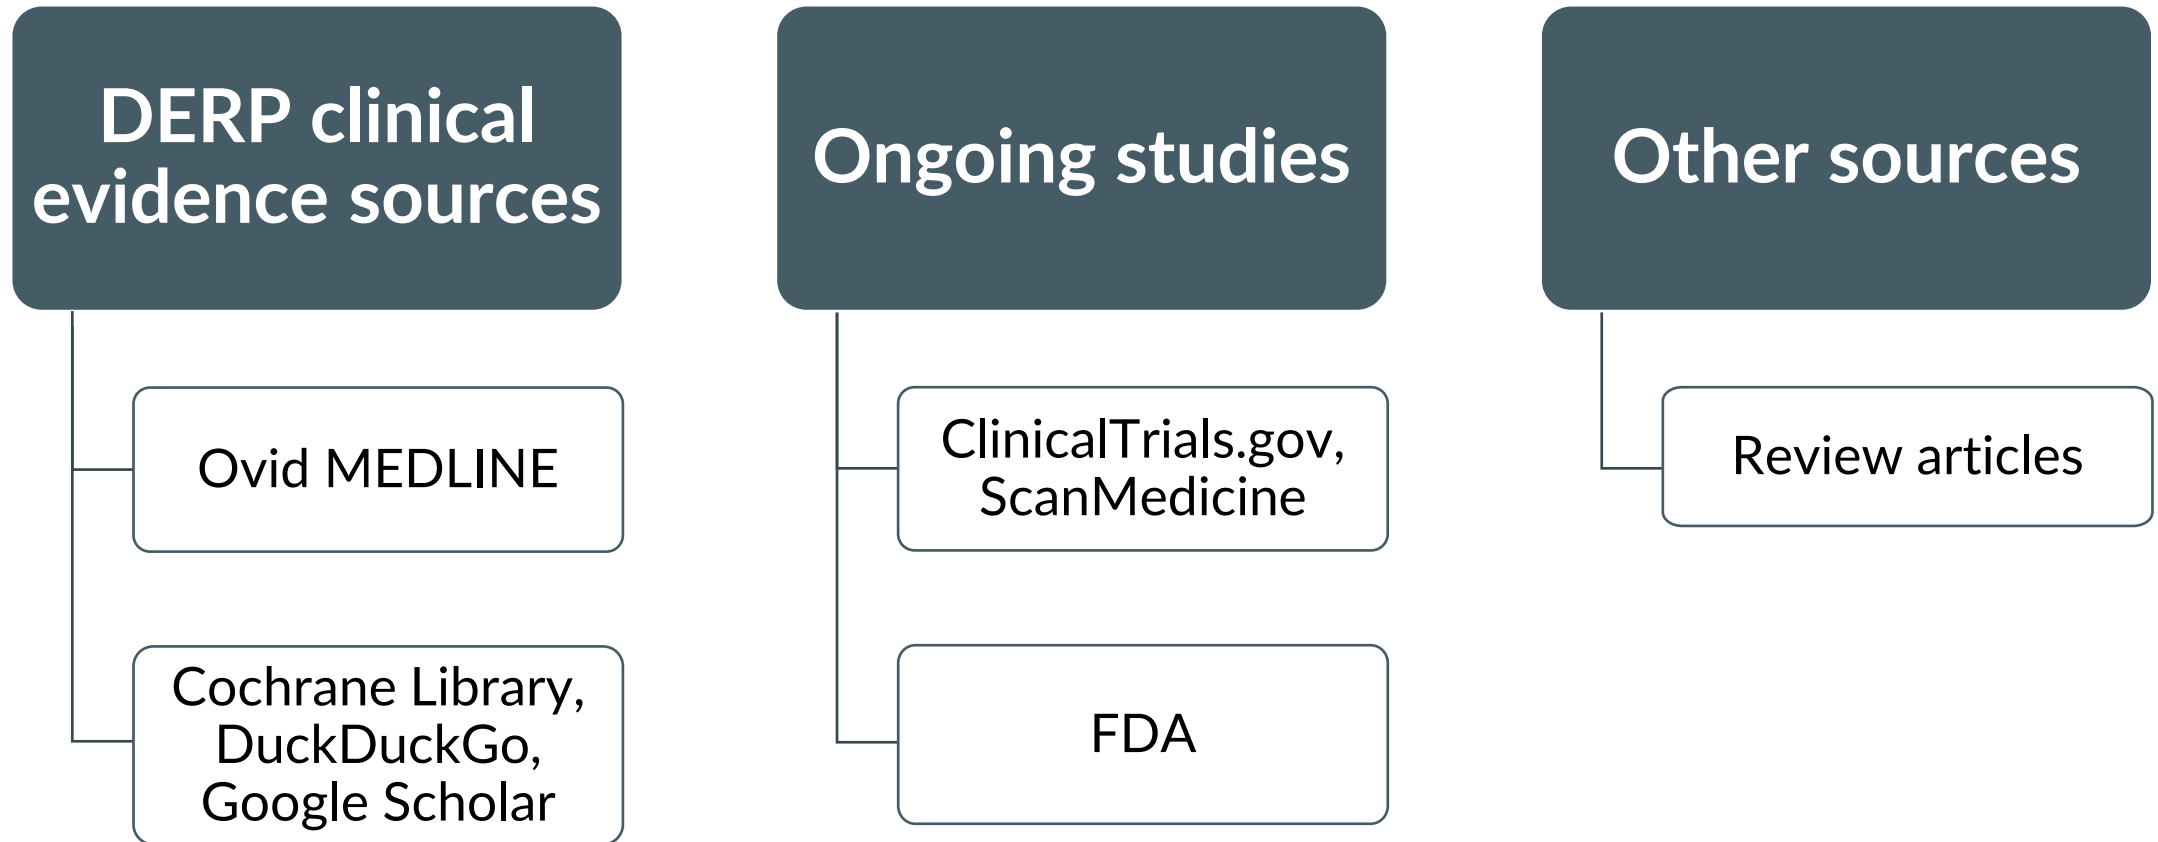 DERP clinical
evidence sources
Ovid MEDLINE
Cochrane Library,
DuckDuckGo,
Google Scholar
Ongoing studies
ClinicalTrials.gov,
ScanMedicine
FDA
Other sources
Review articles